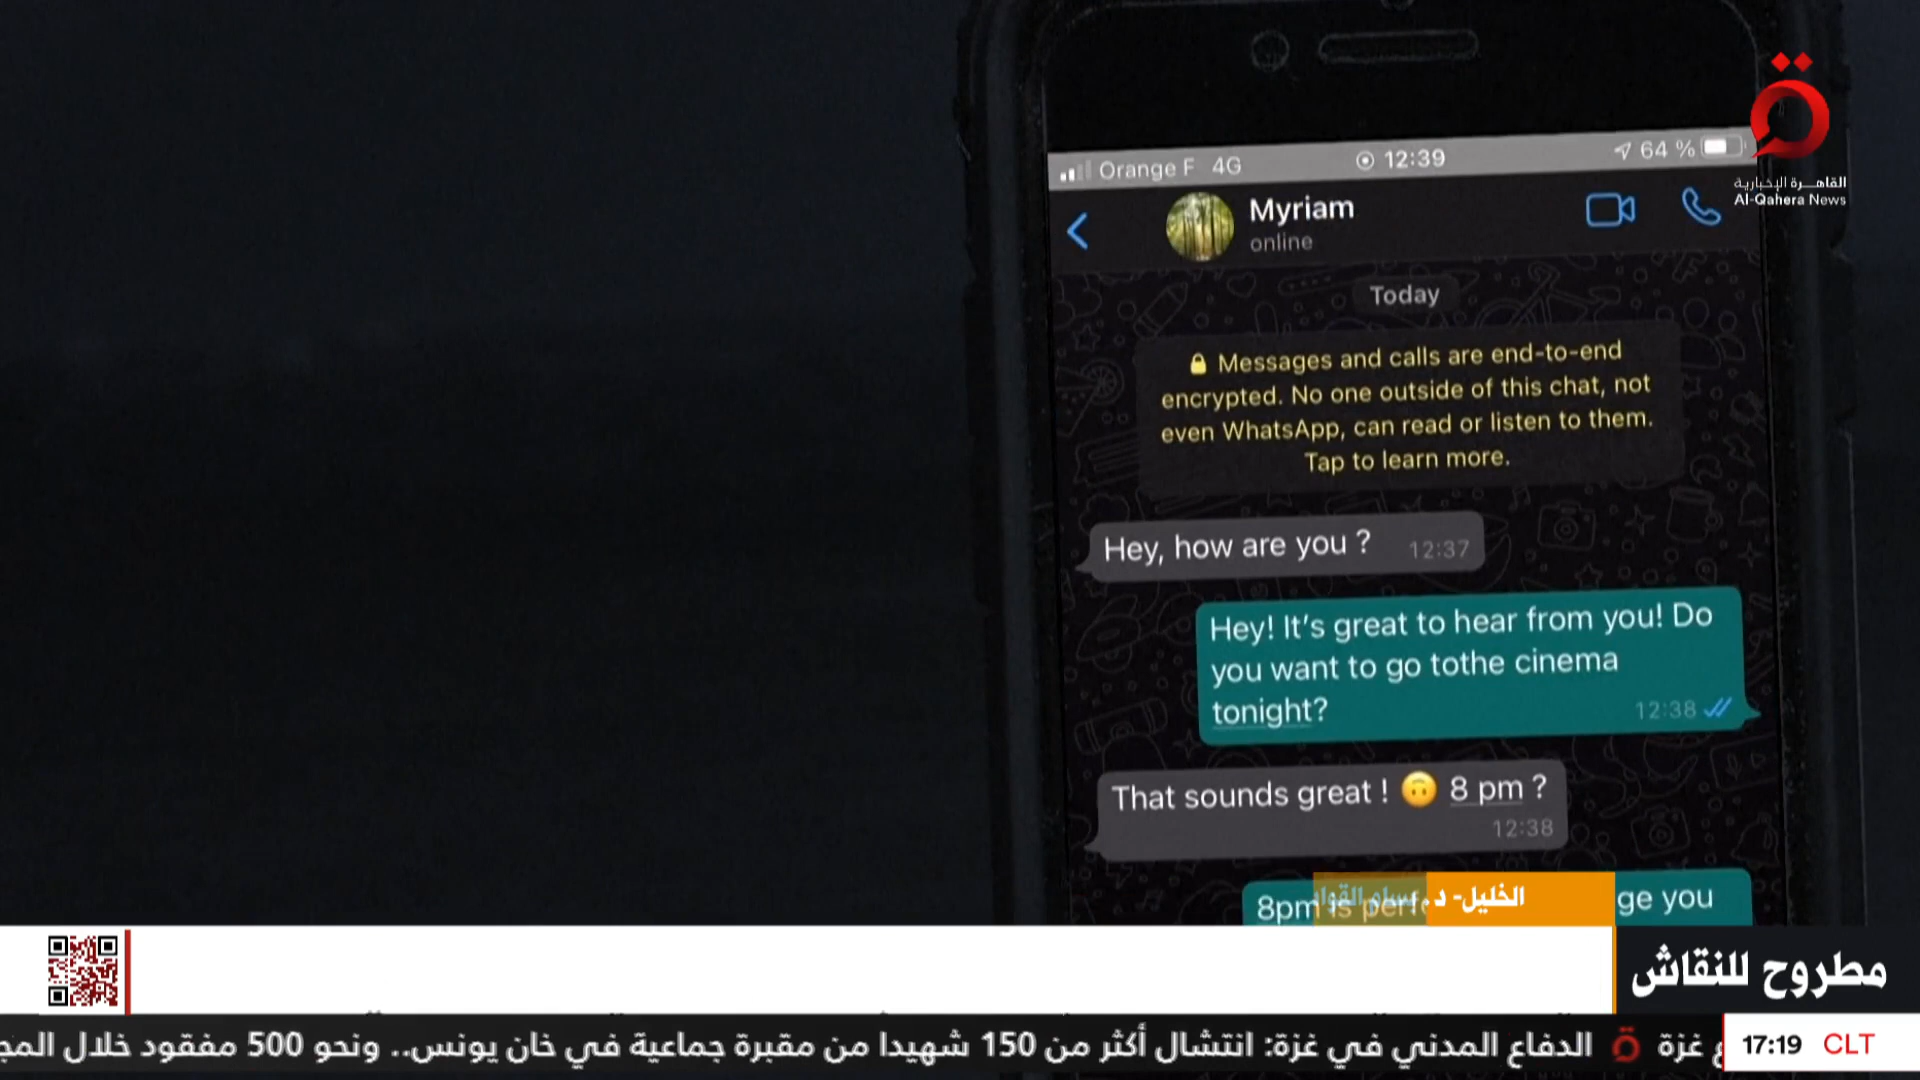 Orange F 4G
12:39
64 %
القاهرة الإخبارية
Al-Qahera News
Myriam
online
Today
Messages and calls are end-to-end
encrypted. No one outside of this chat, not
even WhatsApp, can read or listen to them.
Tap to learn more.
Hey, how are you ?
12:37
Hey! It's great to hear from you! Do
you want to go tothe cinema
tonight?
12:38
That sounds great ! 🙃 8 pm ?
12:38
8pm is
ge you
الخليل- د.
مطروح للنقاش
غزة
الدفاع المدني في غزة: انتشال أكثر من 150 شهيدا من مقبرة جماعية في خان يونس.. ونحو 500 مفقود خلال
17:19 CLT